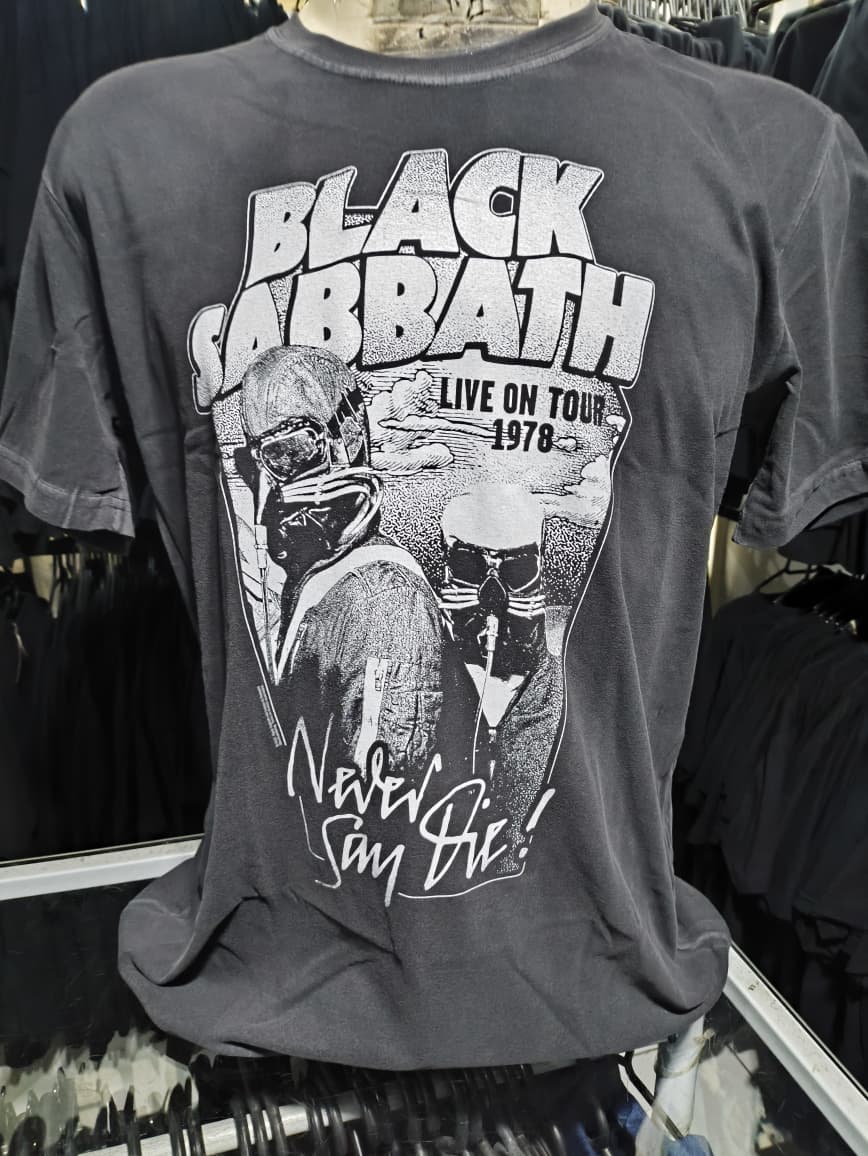 BLACK
SABBATH
LIVE ON TOUR
1978
Never
Say Die!